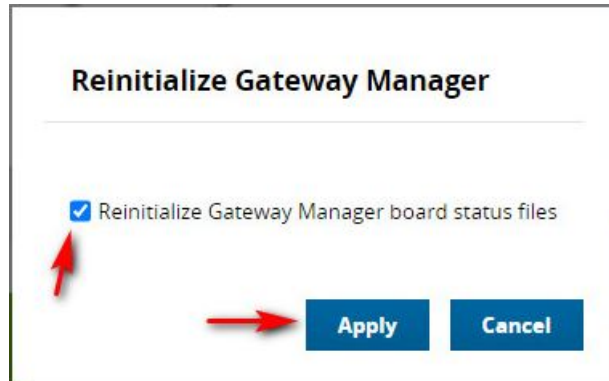 Reinitialize Gateway Manager
Reinitialize Gateway Manager board status files
Apply
Cancel